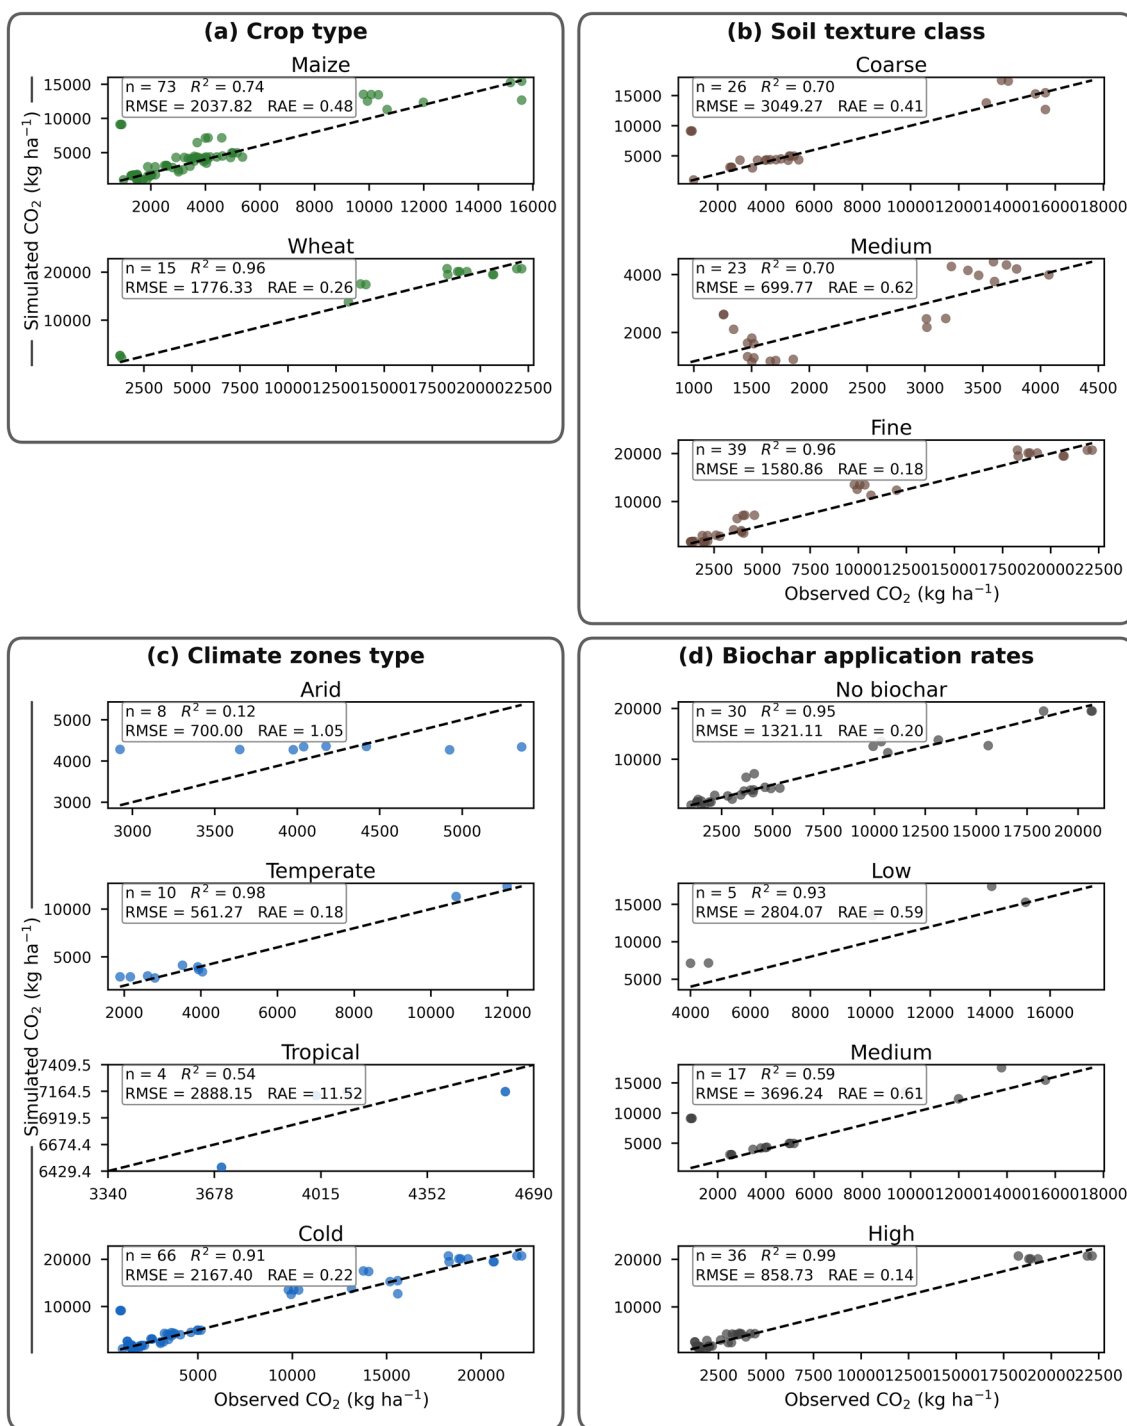 (a) Crop type
Maize
n = 73 R² = 0.74
RMSE = 2037.82 RAE = 0.48
15000
10000
5000
2000 4000 6000 8000 10000 12000 14000 16000
Wheat
n = 15 R² = 0.96
RMSE = 1776.33 RAE = 0.26
20000
10000
2500 5000 7500 10000 12500 15000 17500 20000 22500
Simulated CO₂ (kg ha⁻¹)
(b) Soil texture class
Coarse
n = 26 R² = 0.70
RMSE = 3049.27 RAE = 0.41
15000
10000
5000
2000 4000 6000 8000 10000 12000 14000 16000 18000
Medium
n = 23 R² = 0.70
RMSE = 699.77 RAE = 0.62
4000
2000
1000 1500 2000 2500 3000 3500 4000 4500
Fine
n = 39 R² = 0.96
RMSE = 1580.86 RAE = 0.18
20000
10000
2500 5000 7500 10000 12500 15000 17500 20000 22500
Observed CO₂ (kg ha⁻¹)
(c) Climate zones type
Arid
n = 8 R² = 0.12
RMSE = 700.00 RAE = 1.05
5000
4000
3000
3000 3500 4000 4500 5000
Temperate
n = 10 R² = 0.98
RMSE = 561.27 RAE = 0.18
10000
5000
2000 4000 6000 8000 10000 12000
Tropical
n = 4 R² = 0.54
RMSE = 2888.15 RAE = 11.52
7409.5
7164.5
6919.5
6674.4
6429.4
3340 3678 4015 4352 4690
Cold
n = 66 R² = 0.91
RMSE = 2167.40 RAE = 0.22
20000
10000
5000 10000 15000 20000
Observed CO₂ (kg ha⁻¹)
Simulated CO₂ (kg ha⁻¹)
(d) Biochar application rates
No biochar
n = 30 R² = 0.95
RMSE = 1321.11 RAE = 0.20
20000
10000
2500 5000 7500 10000 12500 15000 17500 20000
Low
n = 5 R² = 0.93
RMSE = 2804.07 RAE = 0.59
15000
10000
5000
4000 6000 8000 10000 12000 14000 16000
Medium
n = 17 R² = 0.59
RMSE = 3696.24 RAE = 0.61
15000
10000
5000
2000 4000 6000 8000 10000 12000 14000 16000 18000
High
n = 36 R² = 0.99
RMSE = 858.73 RAE = 0.14
20000
10000
2500 5000 7500 10000 12500 15000 17500 20000 22500
Observed CO₂ (kg ha⁻¹)